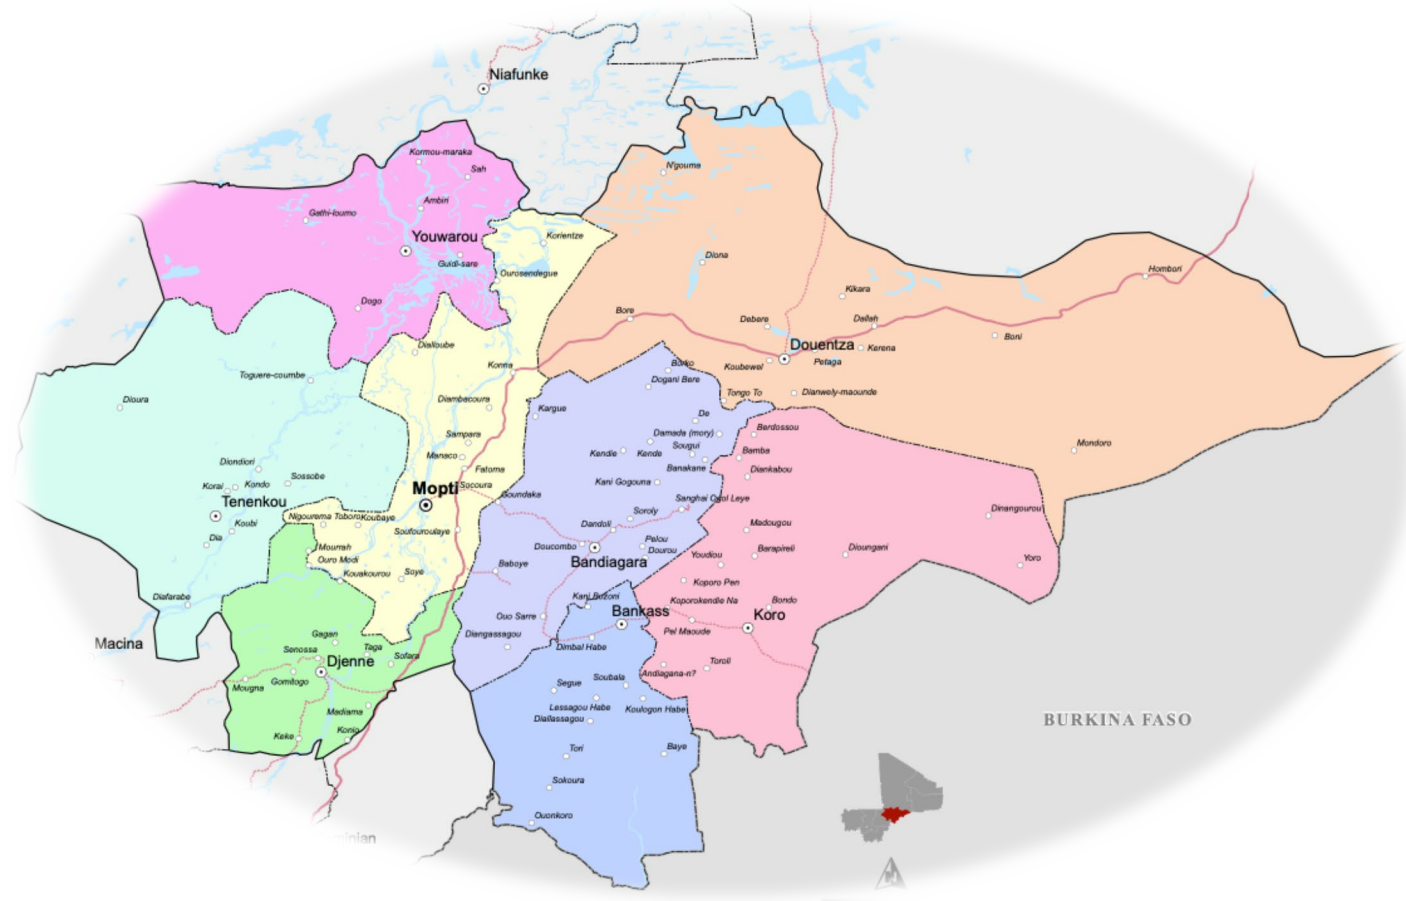 Niafunke
Kormou-maraka
Sah
N'gouma
Ambiri
Gathi-loumo
Youwarou
Korientze
Guidi-sare
Diona
Ourosendegue
Hombori
Kikara
Dogo
Bore
Debere
Dallah
Boni
Dialloube
Douentza
Kerena
Konna
Borko
Koubewel
Petaga
Toguere-coumbe
Dogani Bere
Dioura
Diambacoura
Tongo To
Dianwely-maounde
Kargue
De
Berdossou
Sampara
Damada (mory)
Mondoro
Manaco
Kendie
Kende
Sougui
Bamba
Diondiori
Fatoma
Banakane
Diankabou
Sossobe
Korai
Kondo
Mopti
Socoura
Kani Gogouna
Tenenkou
Goundaka
Sanghai Ogol Leye
Nigourema
Toboro
Koubaye
Soroly
Dinangourou
Koubi
Soufouroulaye
Dandoli
Madougou
Dia
Mourrah
Doucombo
Pelou
Dourou
Youdiou
Barapireli
Dioungani
Ouro Modi
Bandiagara
Yoro
Kouakourou
Soye
Baboye
Koporo Pen
Diafarabe
Kani Buzoni
Koporokendie Na
Bondo
Ouo Sarre
Bankass
Koro
Macina
Gagan
Diangassagou
Pel Maoude
Senossa
Taga
Dimbal Habe
Djenne
Sofara
Toroli
Gomitogo
Andiagana-n?
Mougna
Segue
Soubala
Madiama
Lessagou Habe
Koulogon Habe
Diallassagou
BURKINA FASO
Keke
Konio
Tori
Baye
Sokoura
Ouonkoro